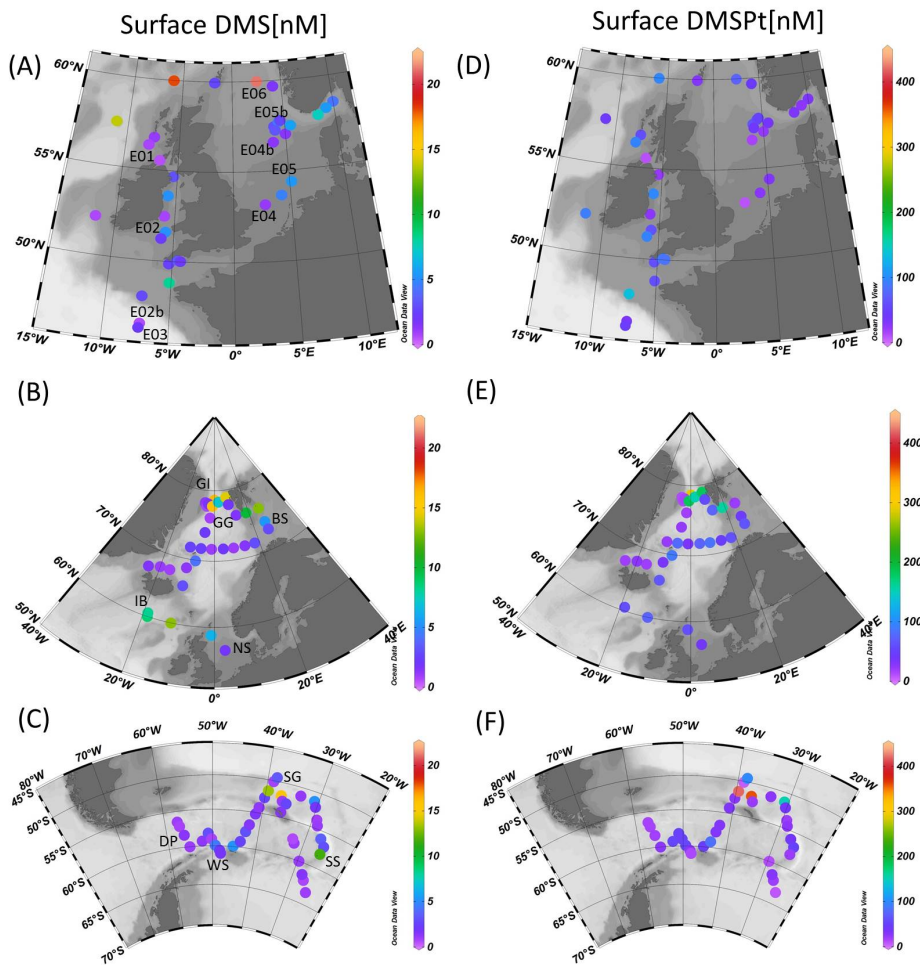 Surface DMS[nM]
Surface DMSPt[nM]
(A)
60°N
55°N
50°N
15°W
10°W
5°W
0°
5°E
10°E
E06
E05b
E04b
E01
E05
E04
E02
E02b
E03
20
15
10
5
0
Ocean Data View
(D)
60°N
55°N
50°N
15°W
10°W
5°W
0°
5°E
10°E
400
300
200
100
0
Ocean Data View
(B)
80°N
70°N
60°N
50°N
40°W
20°W
0°
20°E
40°E
GI
GG
BS
IB
NS
20
15
10
5
0
Ocean Data View
(E)
80°N
70°N
60°N
50°N
40°W
20°W
0°
20°E
40°E
400
300
200
100
0
Ocean Data View
(C)
80°W
70°W
60°W
50°W
40°W
30°W
20°W
45°S
50°S
55°S
60°S
65°S
70°S
SG
DP
WS
SS
20
15
10
5
0
Ocean Data View
(F)
80°W
70°W
60°W
50°W
40°W
30°W
20°W
45°S
50°S
55°S
60°S
65°S
70°S
400
300
200
100
0
Ocean Data View